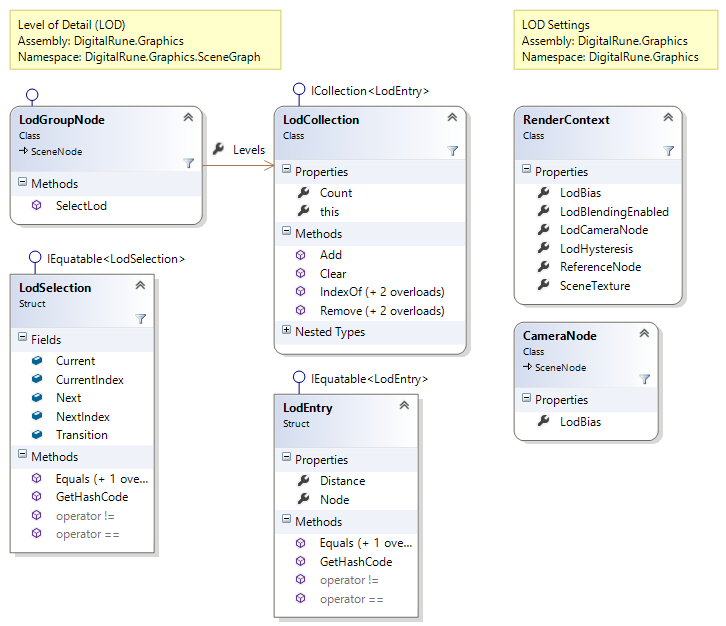 Level of Detail (LOD)
Assembly: DigitalRune.Graphics
Namespace: DigitalRune.Graphics.SceneGraph
LodGroupNode
Class
SceneNode
Methods
SelectLod
Levels
ICollection<LodEntry>
LodCollection
Class
Properties
Count
this
Methods
Add
Clear
IndexOf (+ 2 overloads)
Remove (+ 2 overloads)
Nested Types
IEquatable<LodSelection>
LodSelection
Struct
Fields
Current
CurrentIndex
Next
NextIndex
Transition
Methods
Equals (+ 1 ove...
GetHashCode
operator !=
operator ==
IEquatable<LodEntry>
LodEntry
Struct
Properties
Distance
Node
Methods
Equals (+ 1 ove...
GetHashCode
operator !=
operator ==
LOD Settings
Assembly: DigitalRune.Graphics
Namespace: DigitalRune.Graphics
RenderContext
Class
Properties
LodBias
LodBlendingEnabled
LodCameraNode
LodHysteresis
ReferenceNode
SceneTexture
CameraNode
Class
SceneNode
Properties
LodBias